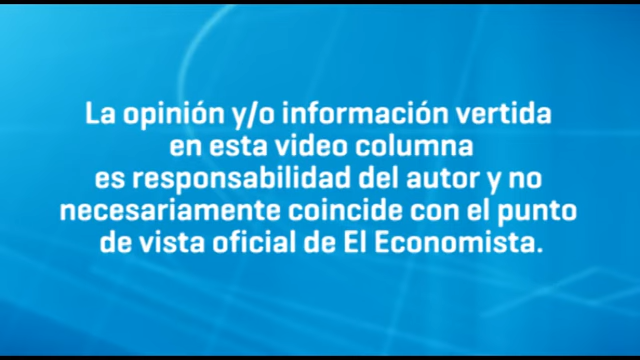 La opinión y/o información vertida
en esta video columna
es responsabilidad del autor y no
necesariamente coincide con el punto
de vista oficial de El Economista.